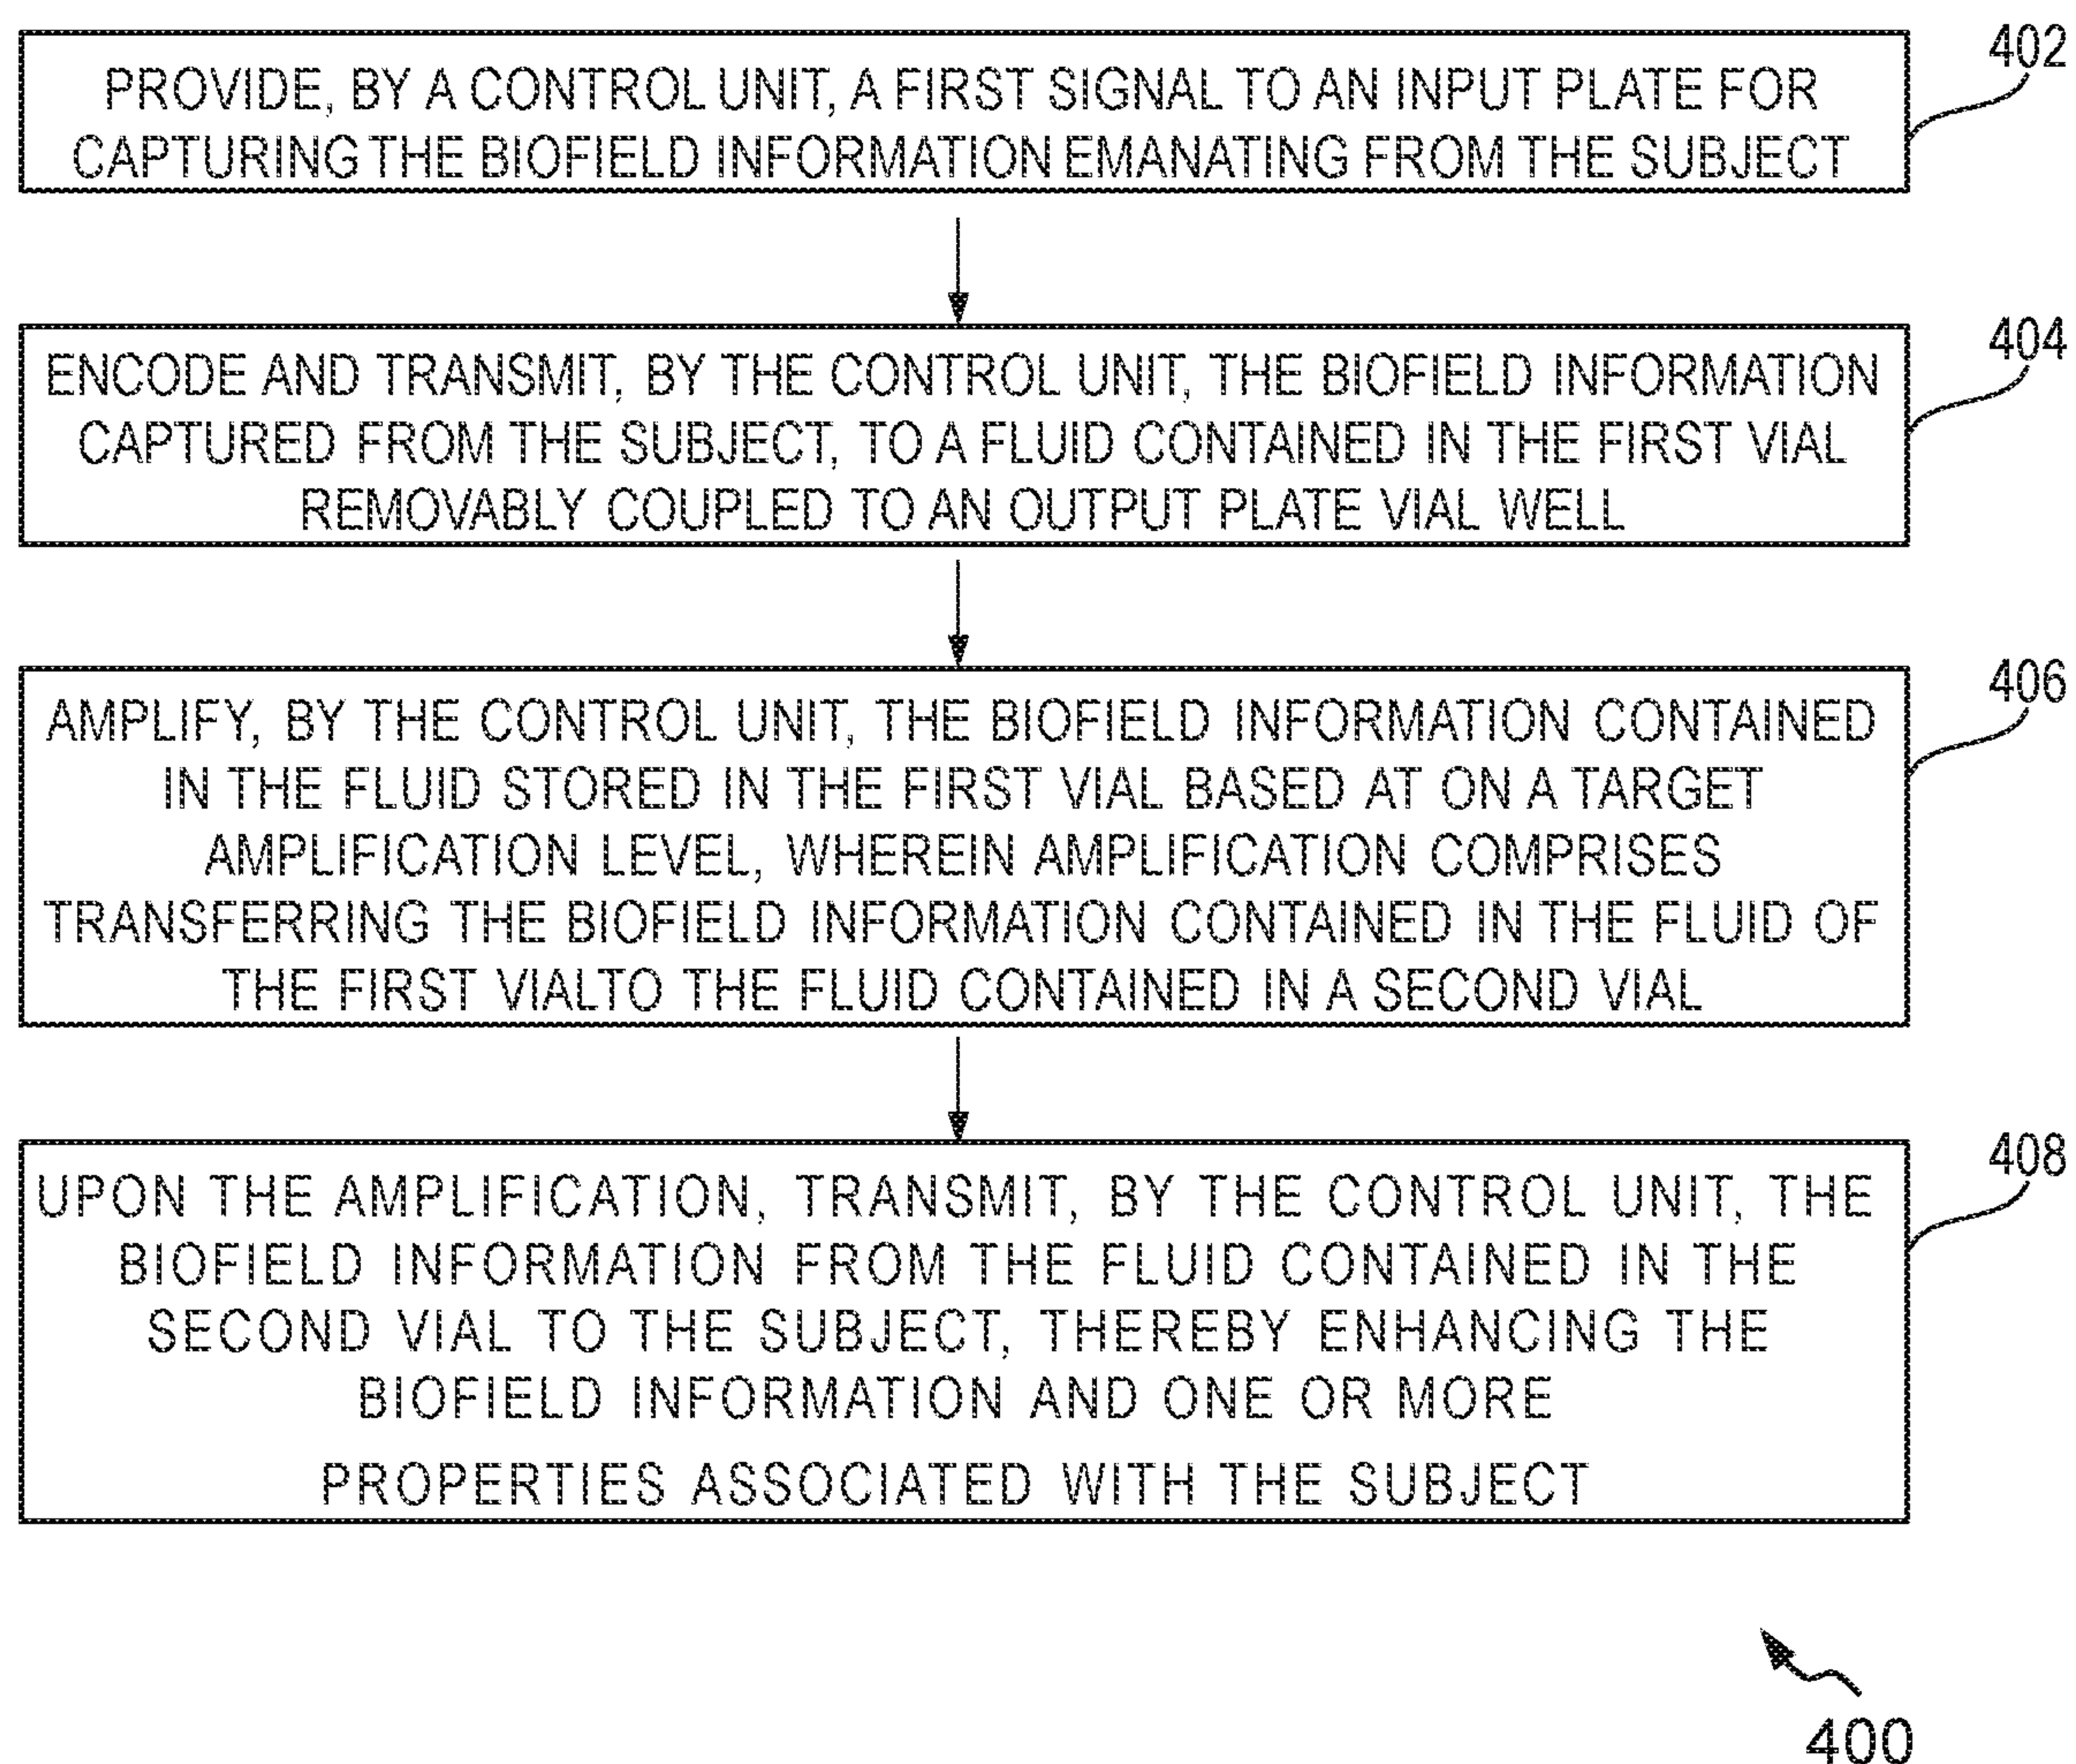 402
PROVIDE, BY A CONTROL UNIT, A FIRST SIGNAL TO AN INPUT PLATE FOR
CAPTURING THE BIOFIELD INFORMATION EMANATING FROM THE SUBJECT
404
ENCODE AND TRANSMIT, BY THE CONTROL UNIT, THE BIOFIELD INFORMATION
CAPTURED FROM THE SUBJECT, TO A FLUID CONTAINED IN THE FIRST VIAL
REMOVABLY COUPLED TO AN OUTPUT PLATE VIAL WELL
406
AMPLIFY, BY THE CONTROL UNIT, THE BIOFIELD INFORMATION CONTAINED
IN THE FLUID STORED IN THE FIRST VIAL BASED AT ON A TARGET
AMPLIFICATION LEVEL, WHEREIN AMPLIFICATION COMPRISES
TRANSFERRING THE BIOFIELD INFORMATION CONTAINED IN THE FLUID OF
THE FIRST VIALTO THE FLUID CONTAINED IN A SECOND VIAL
408
UPON THE AMPLIFICATION, TRANSMIT, BY THE CONTROL UNIT, THE
BIOFIELD INFORMATION FROM THE FLUID CONTAINED IN THE
SECOND VIAL TO THE SUBJECT, THEREBY ENHANCING THE
BIOFIELD INFORMATION AND ONE OR MORE
PROPERTIES ASSOCIATED WITH THE SUBJECT
400